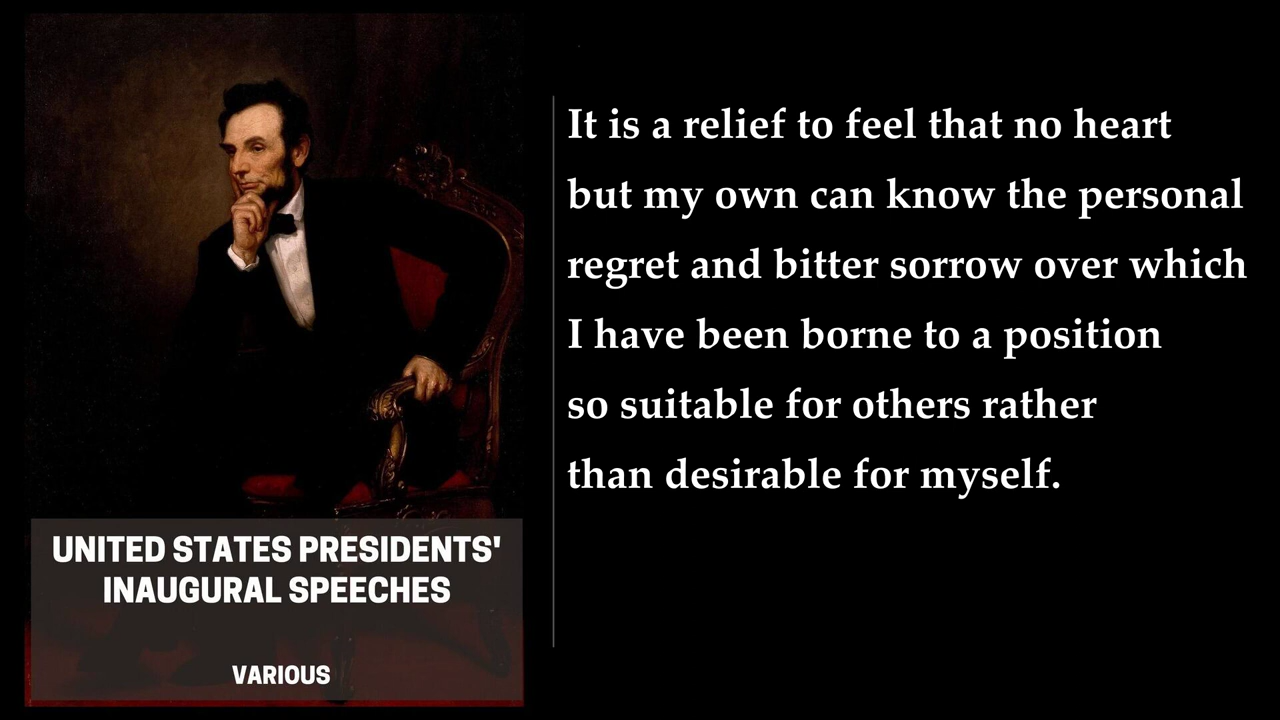 It is a relief to feel that no heart
but my own can know the personal
regret and bitter sorrow over which
I have been borne to a position
so suitable for others rather
than desirable for myself.
UNITED STATES PRESIDENTS'
INAUGURAL SPEECHES
VARIOUS